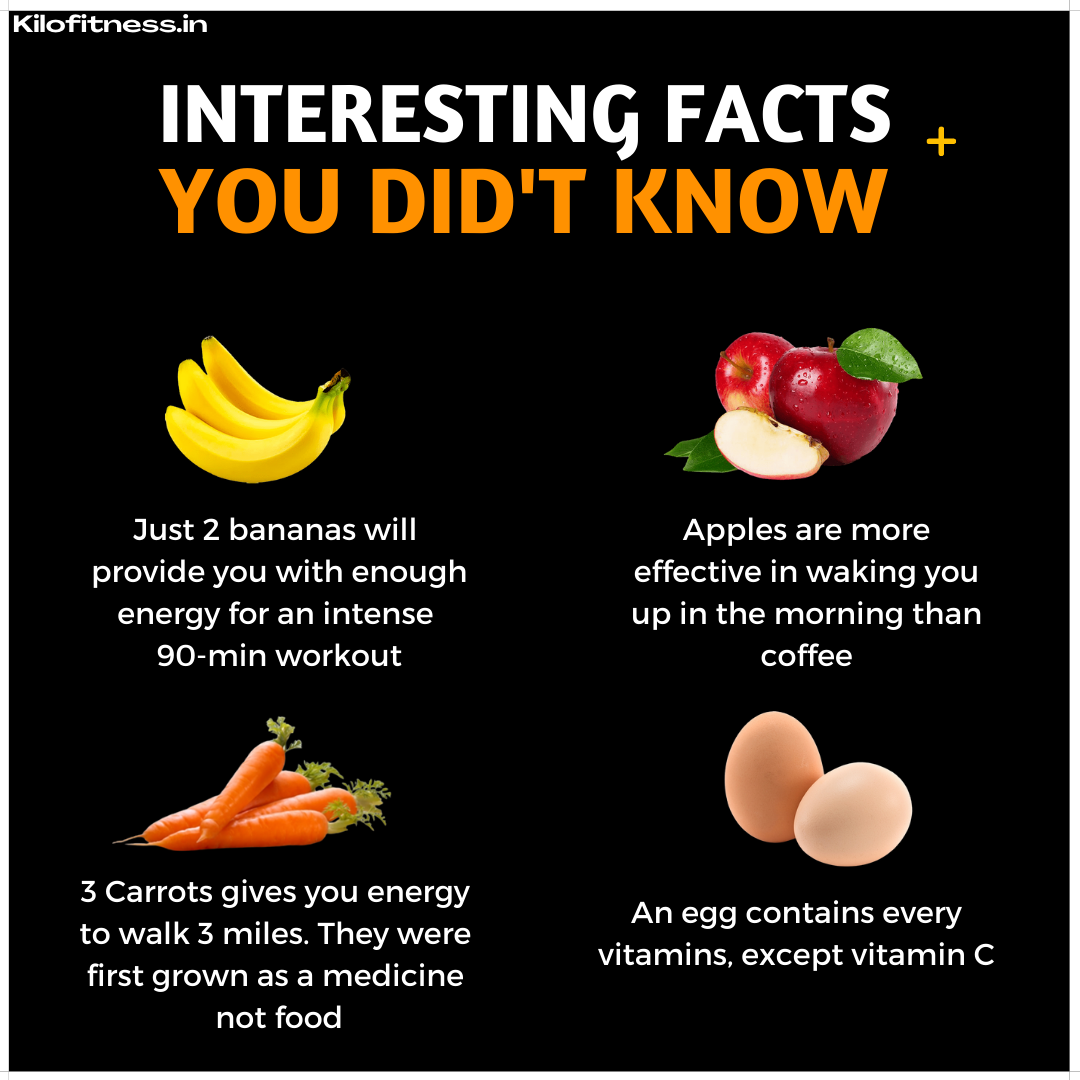 Kilofitness.in
INTERESTING FACTS
+
YOU DID'T KNOW
Just 2 bananas will
provide you with enough
energy for an intense
90-min workout
Apples are more
effective in waking you
up in the morning than
coffee
3 Carrots gives you energy
to walk 3 miles. They were
first grown as a medicine
not food
An egg contains every
vitamins, except vitamin C